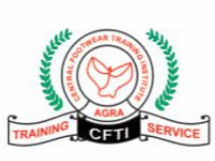 CENTRAL FOOTWEAR TRAINING INSTITUTE
AGRA
TRAINING CFTI SERVICE